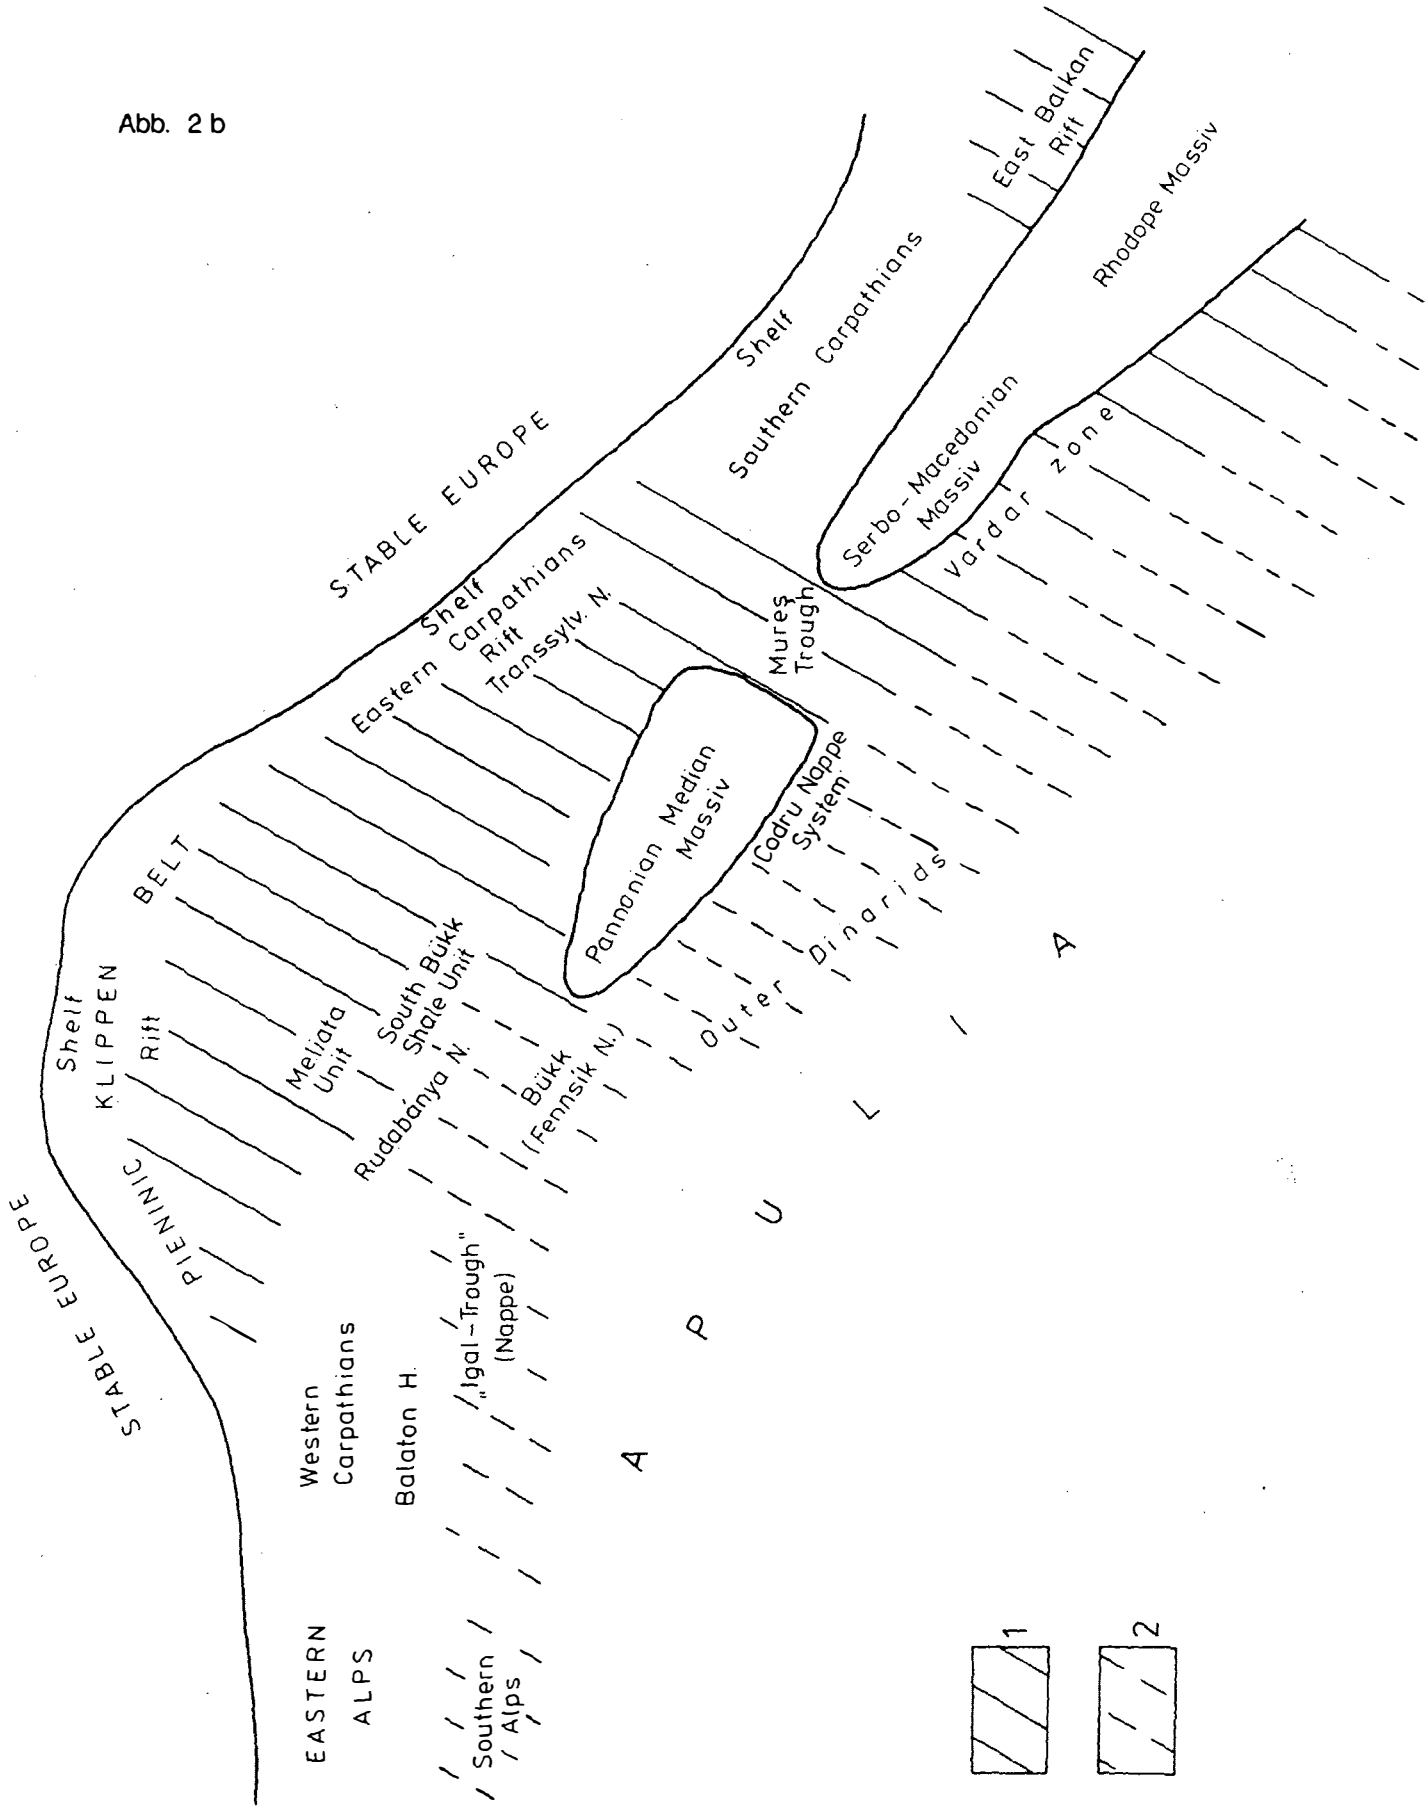 Abb. 2 b
STABLE EUROPE
STABLE EUROPE
Shelf
Shelf
Shelf
East Balkan
Rift
Rhodope Massiv
Southern Carpathians
Serbo-Macedonian
Massiv
Vardar zone
Mures
Trough
Eastern Carpathians
Rift
Transsylv. N.
Pannonian Median
Massiv
(Codru Nappe
System
Outer Dinarids
PIENINIC KLIPPEN BELT
Rift
Meliata
Unit
South Bükk
Shale Unit
Rudabánya N.
Bükk
(Fennsík N.)
„Igal-Trough"
(Nappe)
Western
Carpathians
Balaton H.
EASTERN
ALPS
Southern
Alps
APULIA
1
2